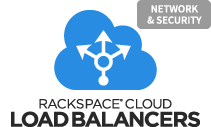 NETWORK
& SECURITY
RACKSPACE® CLOUD
LOAD BALANCERS